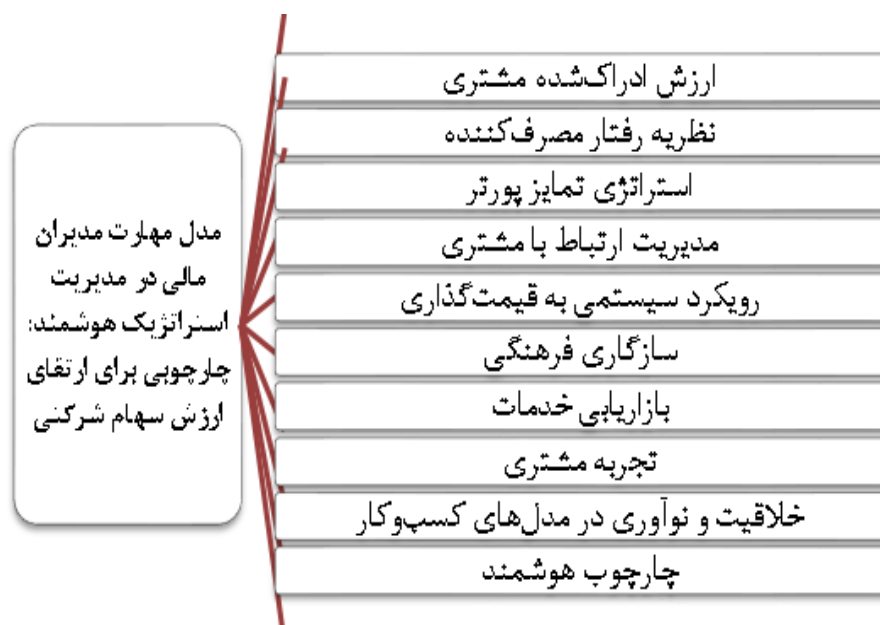 ارزش ادراک‌شده مشتری
نظریه رفتار مصرف‌کننده
استراتژی تمایز پورتر
مدیریت ارتباط با مشتری
رویکرد سیستمی به قیمت‌گذاری
سازگاری فرهنگی
بازاریابی خدمات
تجربه مشتری
خلاقیت و نوآوری در مدل‌های کسب‌وکار
چارچوب هوشمند
مدل مهارت مدیران
مالی در مدیریت
استراتژیک هوشمند:
چارچوبی برای ارتقای
ارزش سهام شرکتی